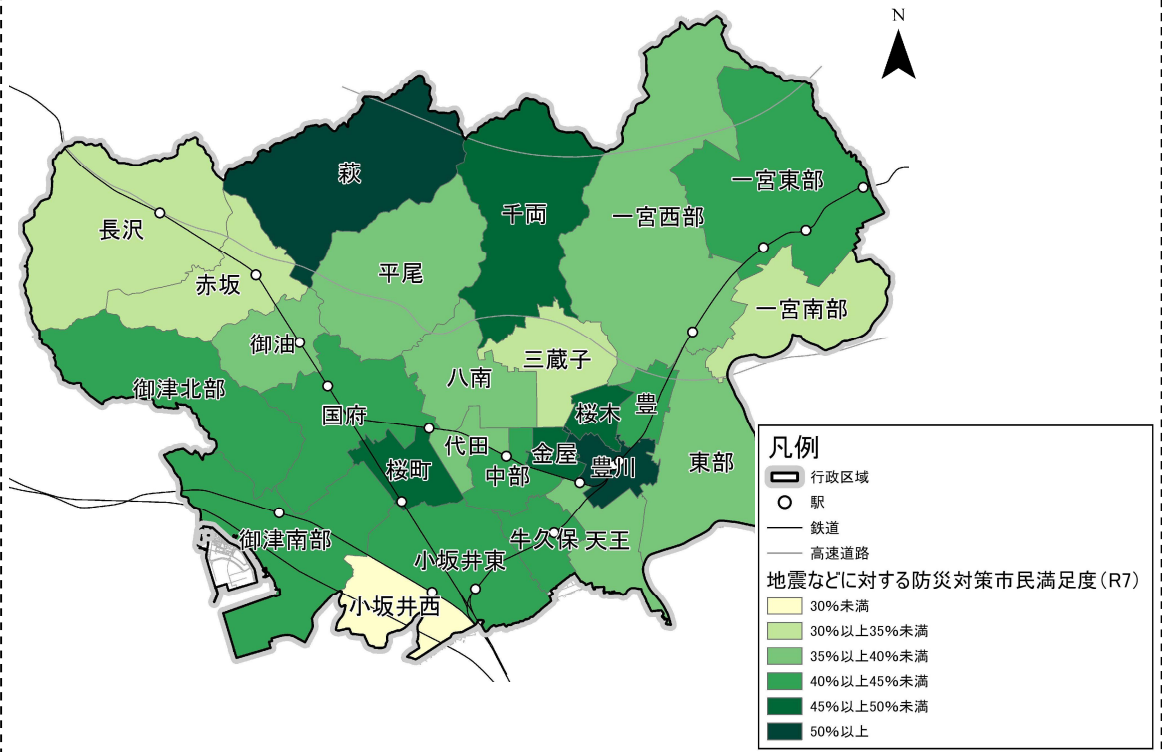 N
萩
一宮東部
千両
一宮西部
長沢
平尾
赤坂
一宮南部
御油
三蔵子
八南
御津北部
豊
国府
桜木
代田
金屋
東部
桜町
中部
豊川
御津南部
牛久保
天王
小坂井東
小坂井西
凡例
行政区域
駅
鉄道
高速道路
地震などに対する防災対策市民満足度（R7）
30%未満
30%以上35%未満
35%以上40%未満
40%以上45%未満
45%以上50%未満
50%以上